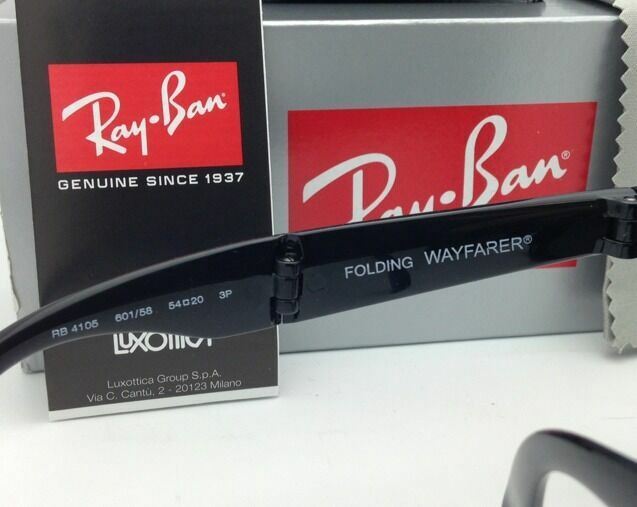 Ray·Ban
GENUINE SINCE 1937
Ray·Ban®
FOLDING WAYFARER®
RB 4105 601/58 54□20 3P
Luxottica
Luxottica Group S.p.A.
Via C. Cantù, 2 - 20123 Milano